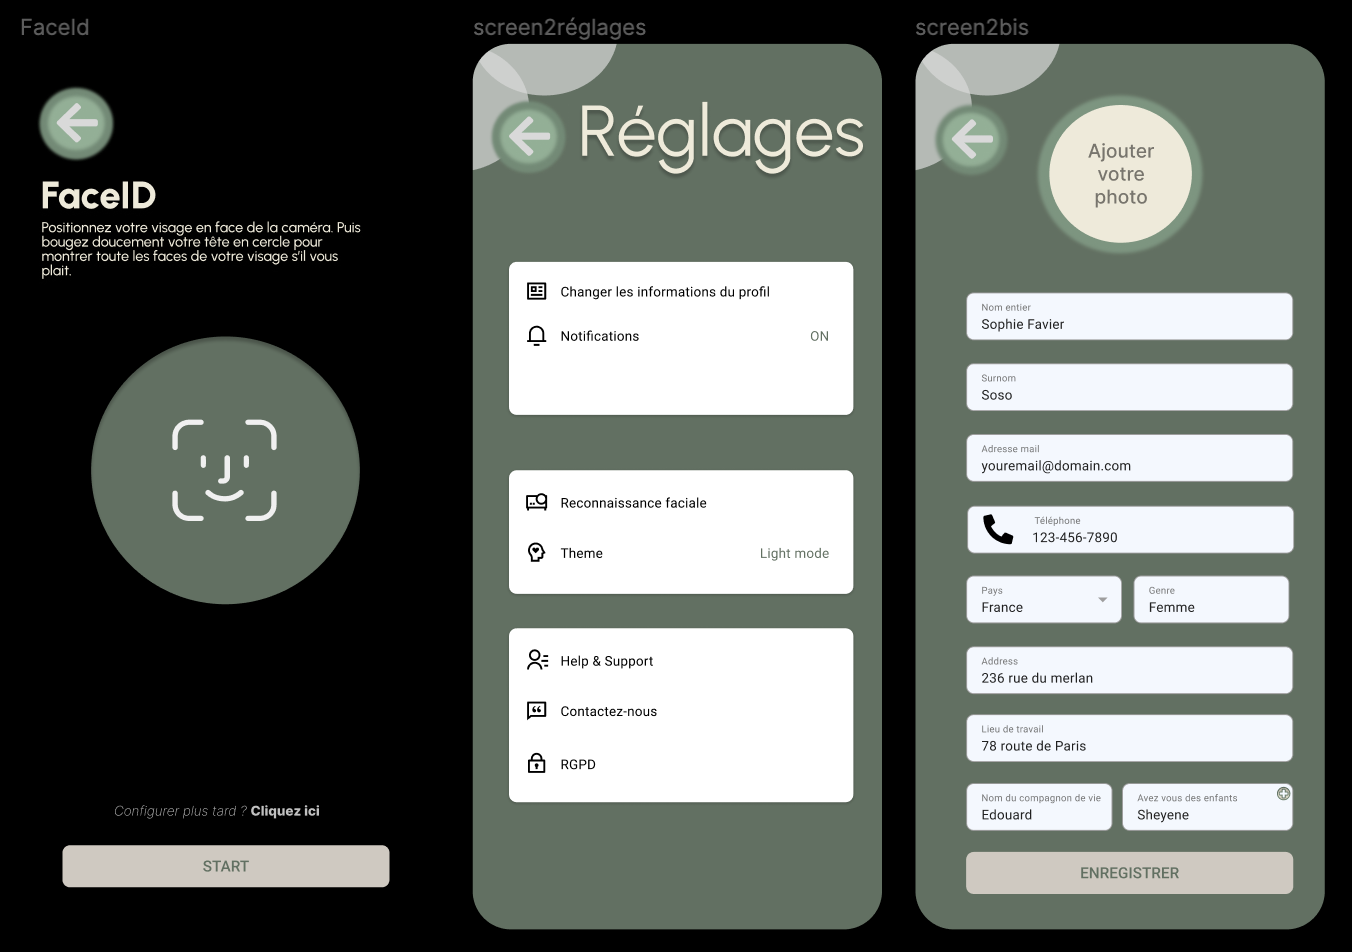 FaceId
FaceID
Positionnez votre visage en face de la caméra. Puis
bougez doucement votre tête en cercle pour
montrer toute les faces de votre visage s'il vous
plait.
Configurer plus tard ? Cliquez ici
START
screen2réglages
Réglages
Changer les informations du profil
Notifications ON
Reconnaissance faciale
Theme Light mode
Help & Support
Contactez-nous
RGPD
screen2bis
Ajouter
votre
photo
Nom entier
Sophie Favier
Surnom
Soso
Adresse mail
youremail@domain.com
Téléphone
123-456-7890
Pays
France
Genre
Femme
Address
236 rue du merlan
Lieu de travail
78 route de Paris
Nom du compagnon de vie
Edouard
Avez vous des enfants
Sheyene
ENREGISTRER